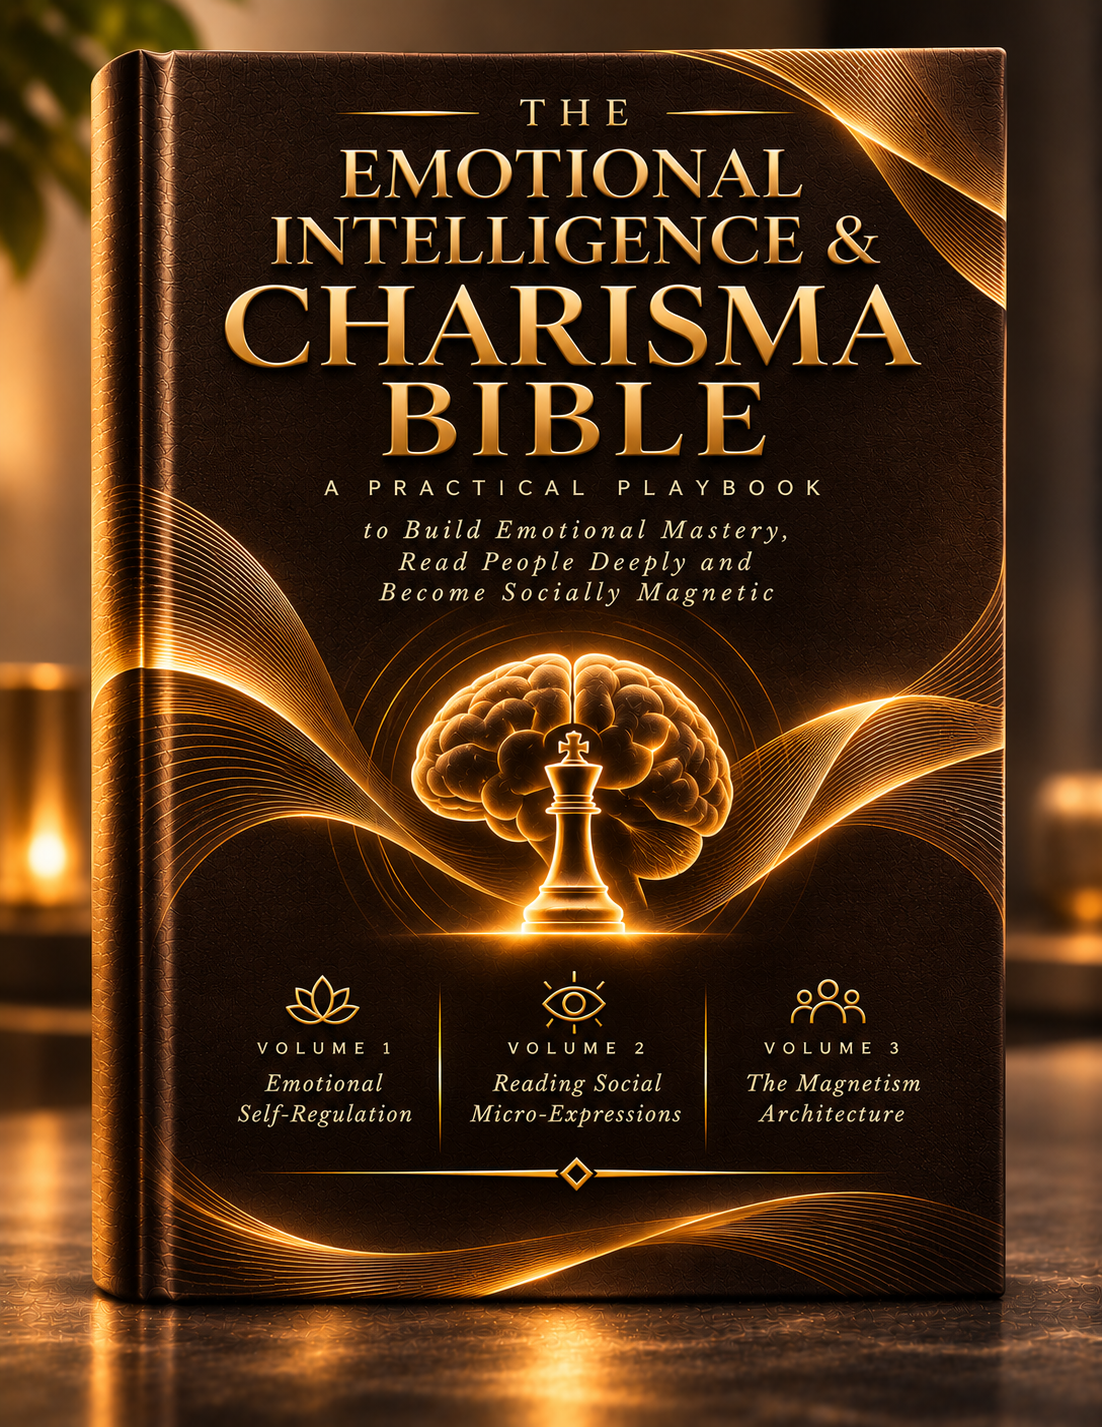 THE
EMOTIONAL
INTELLIGENCE &
CHARISMA
BIBLE
A PRACTICAL PLAYBOOK
to Build Emotional Mastery,
Read People Deeply and
Become Socially Magnetic
VOLUME 1
Emotional
Self-Regulation
VOLUME 2
Reading Social
Micro-Expressions
VOLUME 3
The Magnetism
Architecture